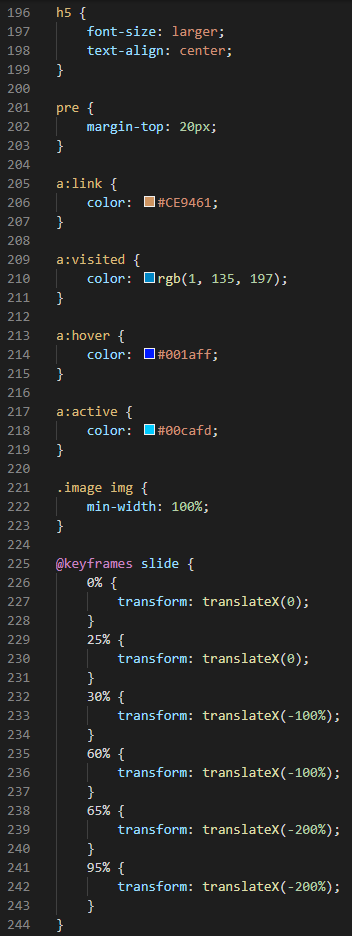 196 h5 {
197     font-size: larger;
198     text-align: center;
199 }
200
201 pre {
202     margin-top: 20px;
203 }
204
205 a:link {
206     color: #CE9461;
207 }
208
209 a:visited {
210     color: rgb(1, 135, 197);
211 }
212
213 a:hover {
214     color: #001aff;
215 }
216
217 a:active {
218     color: #00cafd;
219 }
220
221 .image img {
222     min-width: 100%;
223 }
224
225 @keyframes slide {
226     0% {
227         transform: translateX(0);
228     }
229     25% {
230         transform: translateX(0);
231     }
232     30% {
233         transform: translateX(-100%);
234     }
235     60% {
236         transform: translateX(-100%);
237     }
238     65% {
239         transform: translateX(-200%);
240     }
241     95% {
242         transform: translateX(-200%);
243     }
244 }